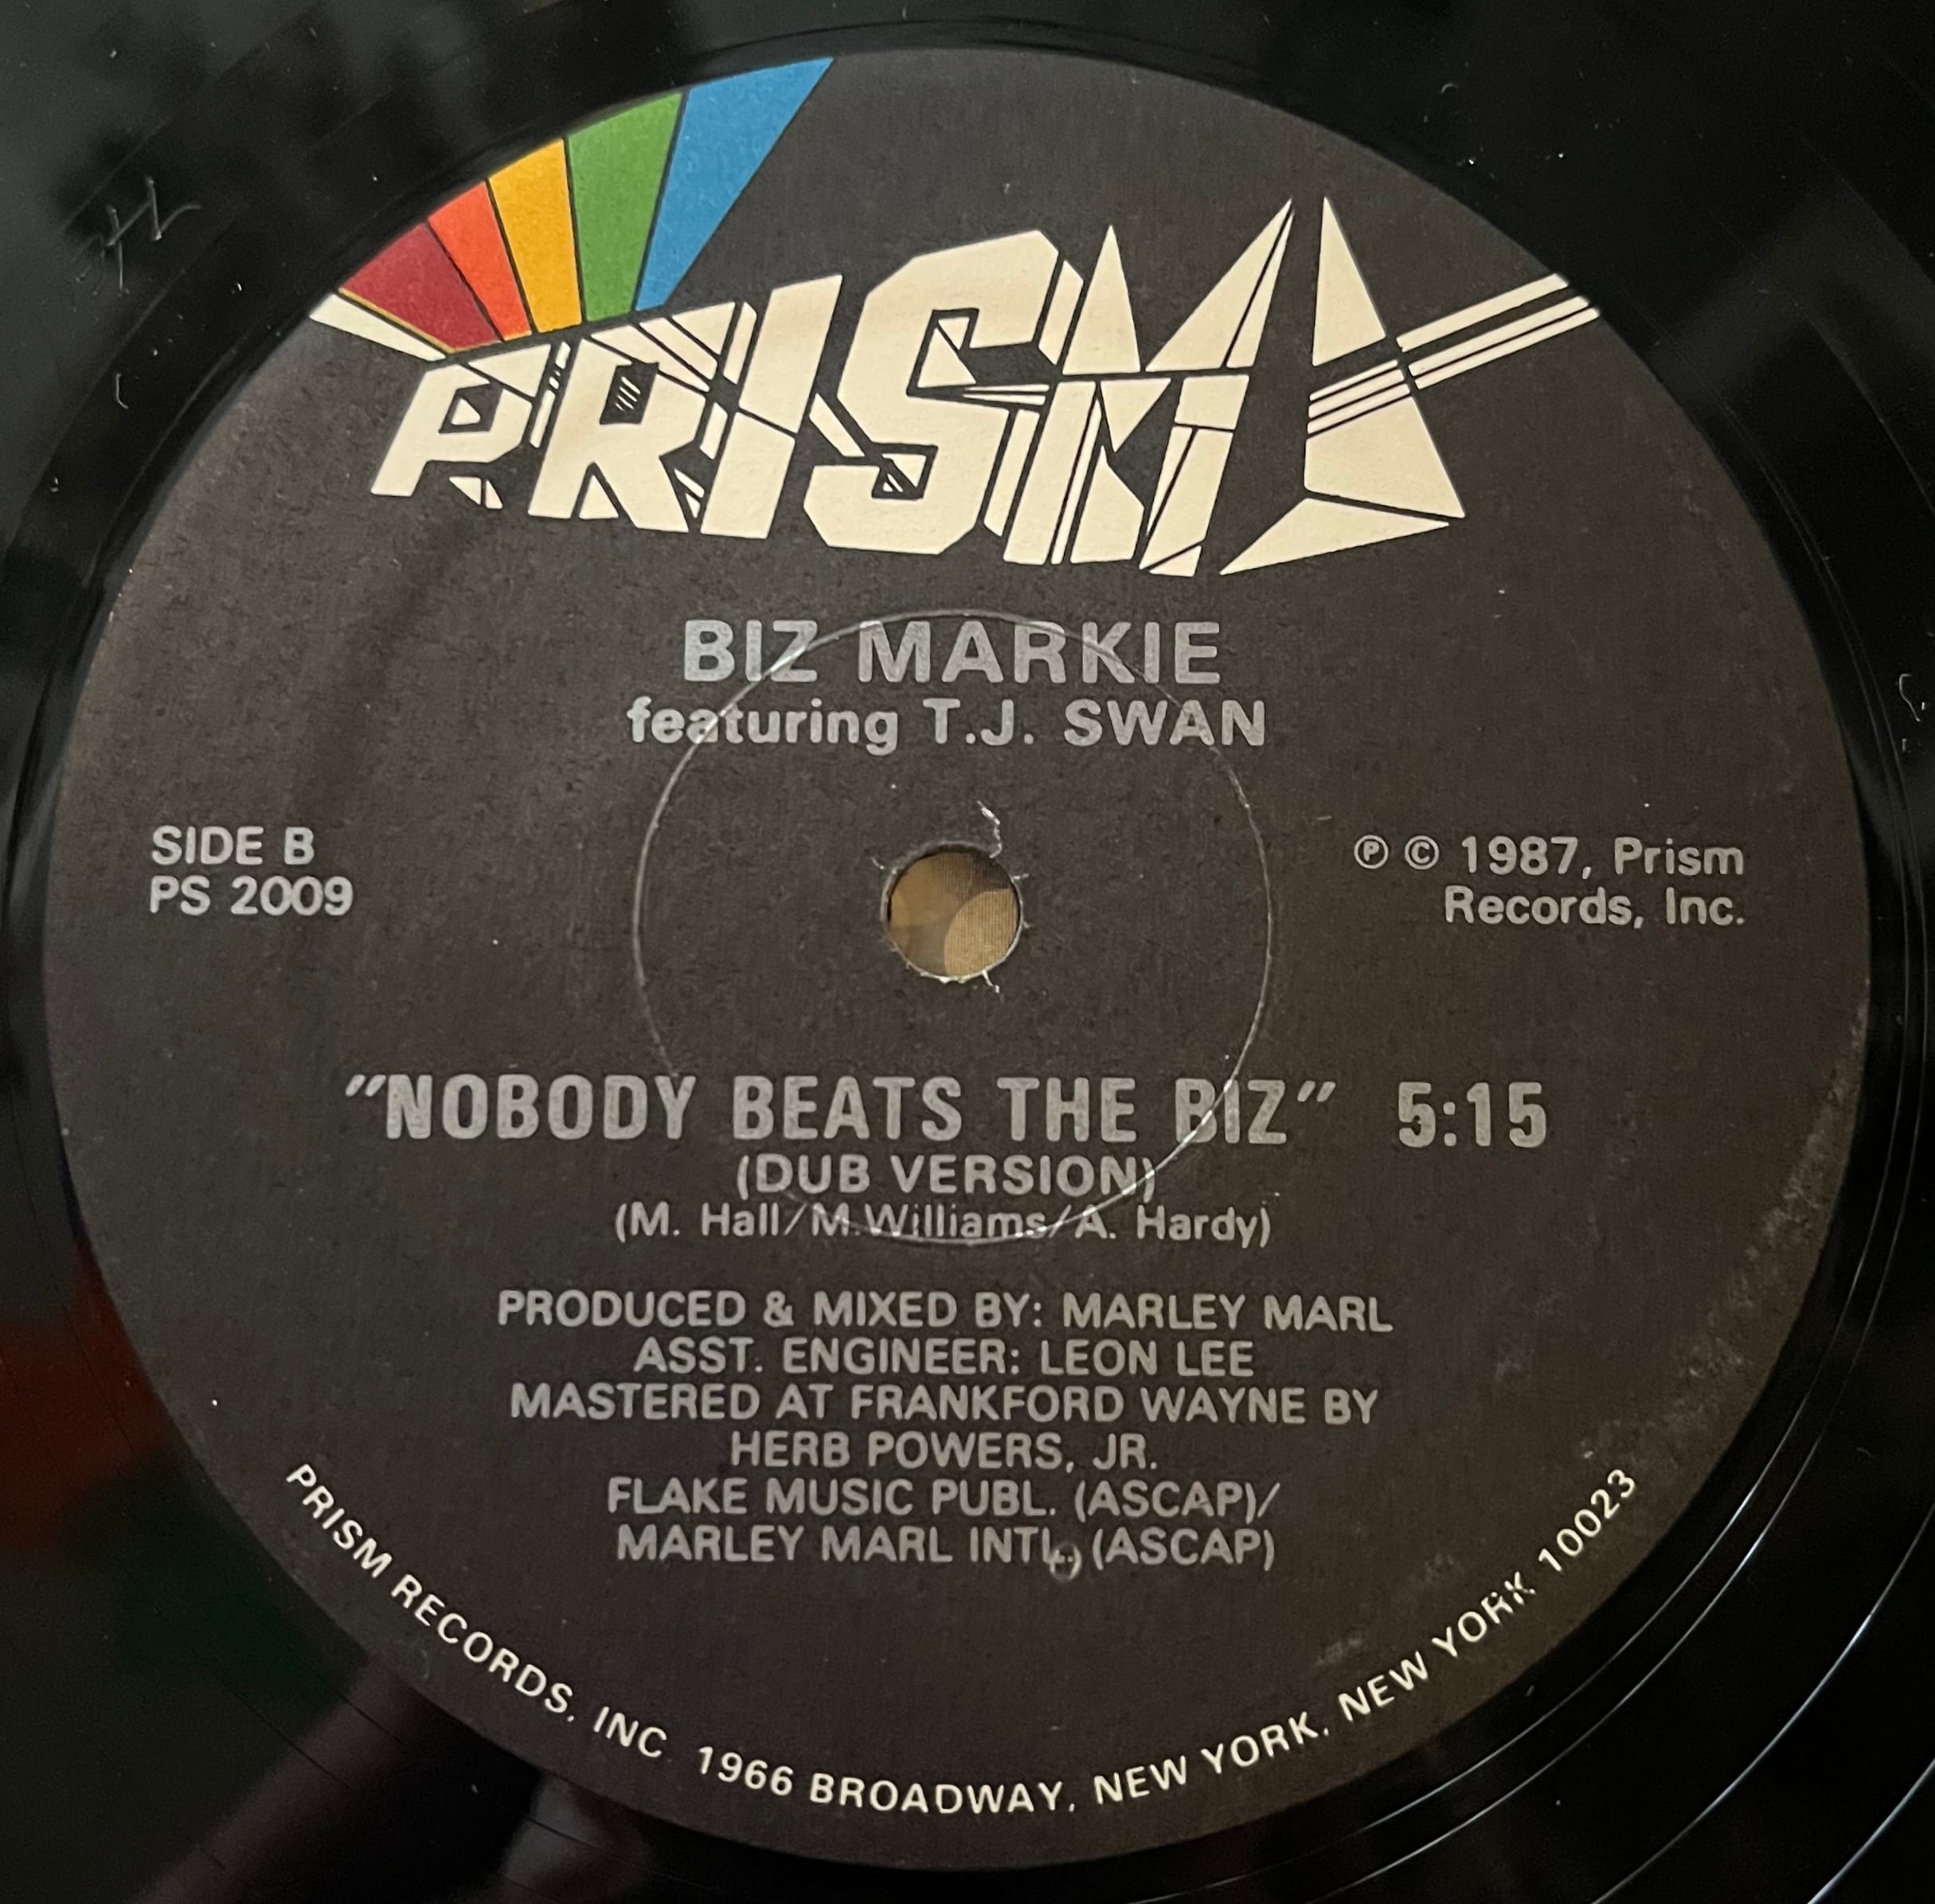 PRISM
BIZ MARKIE
featuring T.J. SWAN
SIDE B
PS 2009
℗ © 1987, Prism
Records, Inc.
"NOBODY BEATS THE BIZ" 5:15
(DUB VERSION)
(M. Hall/M.Williams/A. Hardy)
PRODUCED & MIXED BY: MARLEY MARL
ASST. ENGINEER: LEON LEE
MASTERED AT FRANKFORD WAYNE BY
HERB POWERS, JR.
FLAKE MUSIC PUBL. (ASCAP)/
MARLEY MARL INTL. (ASCAP)
PRISM RECORDS, INC. 1966 BROADWAY, NEW YORK, NEW YORK 10023